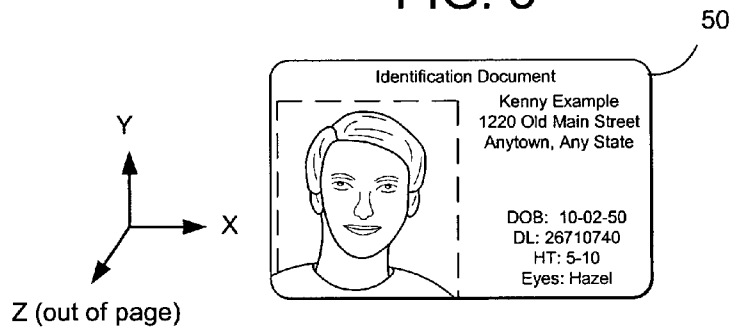 FIG.
50
Identification Document
Kenny Example
1220 Old Main Street
Anytown, Any State
DOB: 10-02-50
DL: 26710740
HT: 5-10
Eyes: Hazel
Y
X
Z (out of page)